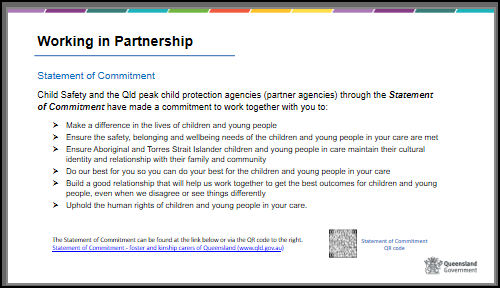 Working in Partnership
Statement of Commitment
Child Safety and the Qld peak child protection agencies (partner agencies) through the Statement
of Commitment have made a commitment to work together with you to:
➤ Make a difference in the lives of children and young people
➤ Ensure the safety, belonging and wellbeing needs of the children and young people in your care are met
➤ Ensure Aboriginal and Torres Strait Islander children and young people in care maintain their cultural
identity and relationship with their family and community
➤ Do our best for you so you can do your best for the children and young people in your care
➤ Build a good relationship that will help us work together to get the best outcomes for children and young
people, even when we disagree or see things differently
➤ Uphold the human rights of children and young people in your care.
The Statement of Commitment can be found at the link below or via the QR code to the right.
Statement of Commitment - foster and kinship carers of Queensland (www.qld.gov.au)
Statement of Commitment
QR code
Queensland
Government